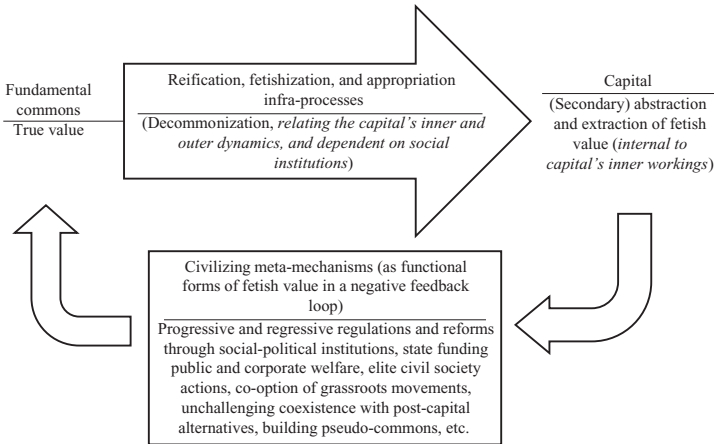 Fundamental
commons
True value
Reification, fetishization, and appropriation
infra-processes
(Decommonization, relating the capital's inner and
outer dynamics, and dependent on social
institutions)
Capital
(Secondary) abstraction
and extraction of fetish
value (internal to
capital's inner workings)
Civilizing meta-mechanisms (as functional
forms of fetish value in a negative feedback
loop)
Progressive and regressive regulations and reforms
through social-political institutions, state funding
public and corporate welfare, elite civil society
actions, co-option of grassroots movements,
unchallenging coexistence with post-capital
alternatives, building pseudo-commons, etc.